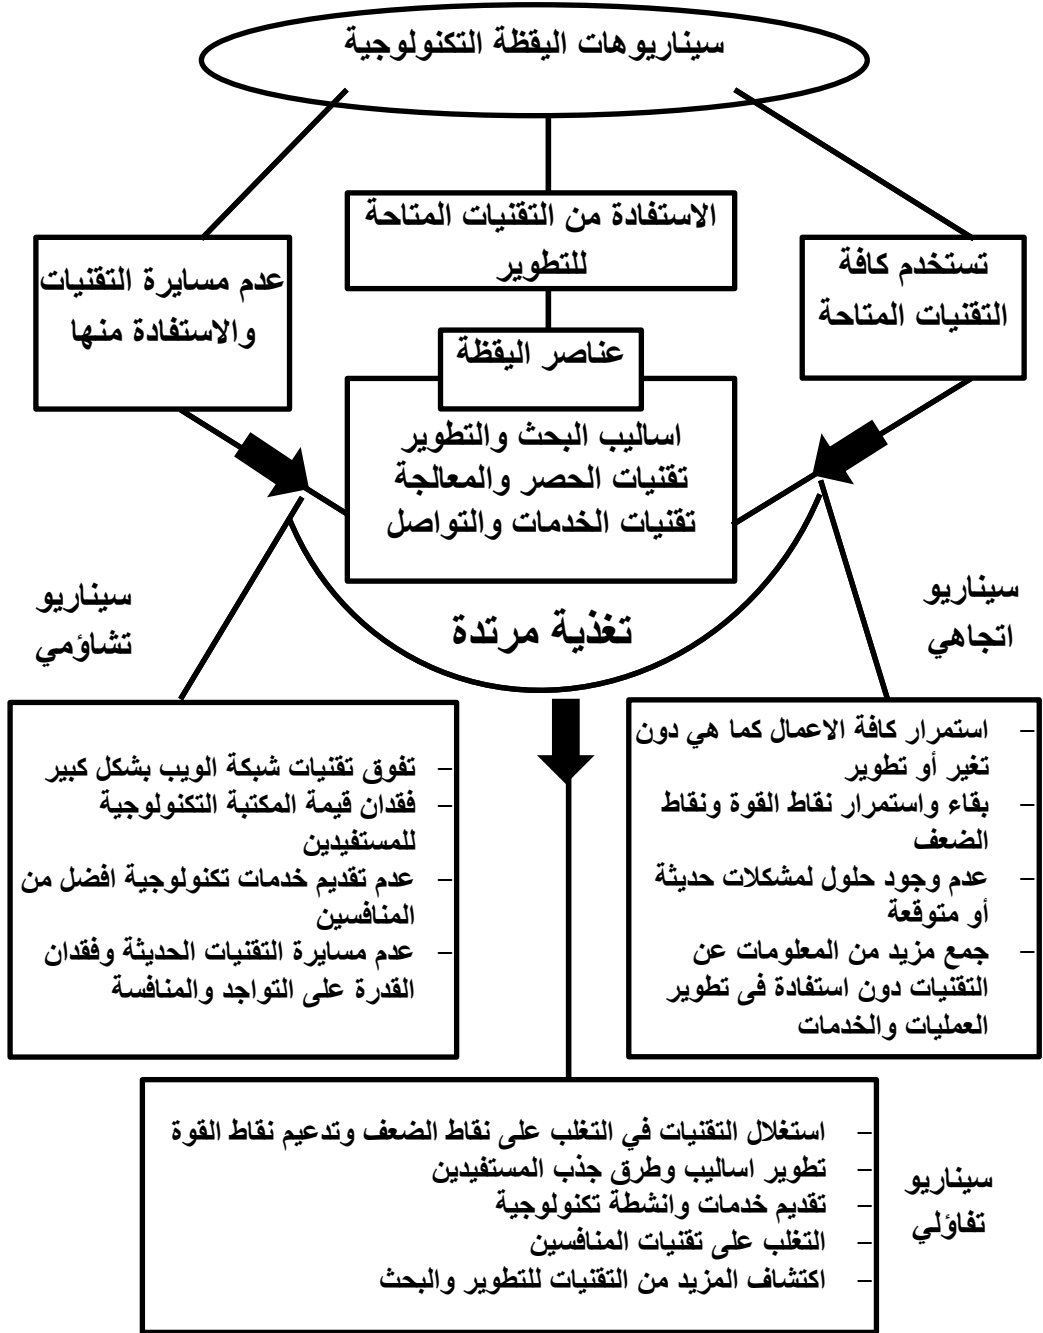 سيناريوهات اليقظة التكنولوجية
تستخدم كافة
التقنيات المتاحة
الاستفادة من التقنيات المتاحة
للتطوير
عدم مسايرة التقنيات
والاستفادة منها
عناصر اليقظة
اساليب البحث والتطوير
تقنيات الحصر والمعالجة
تقنيات الخدمات والتواصل
سيناريو
اتجاهي
تغذية مرتدة
سيناريو
تشاؤمي
- استمرار كافة الاعمال كما هي دون
تغير أو تطوير
- بقاء واستمرار نقاط القوة ونقاط
الضعف
- عدم وجود حلول لمشكلات حديثة
أو متوقعة
- جمع مزيد من المعلومات عن
التقنيات دون استفادة فى تطوير
العمليات والخدمات
- تفوق تقنيات شبكة الويب بشكل كبير
- فقدان قيمة المكتبة التكنولوجية
للمستفيدين
- عدم تقديم خدمات تكنولوجية افضل من
المنافسين
- عدم مسايرة التقنيات الحديثة وفقدان
القدرة على التواجد والمنافسة
سيناريو
تفاؤلي
- استغلال التقنيات في التغلب على نقاط الضعف وتدعيم نقاط القوة
- تطوير اساليب وطرق جذب المستفيدين
- تقديم خدمات وانشطة تكنولوجية
- التغلب على تقنيات المنافسين
- اكتشاف المزيد من التقنيات للتطوير والبحث